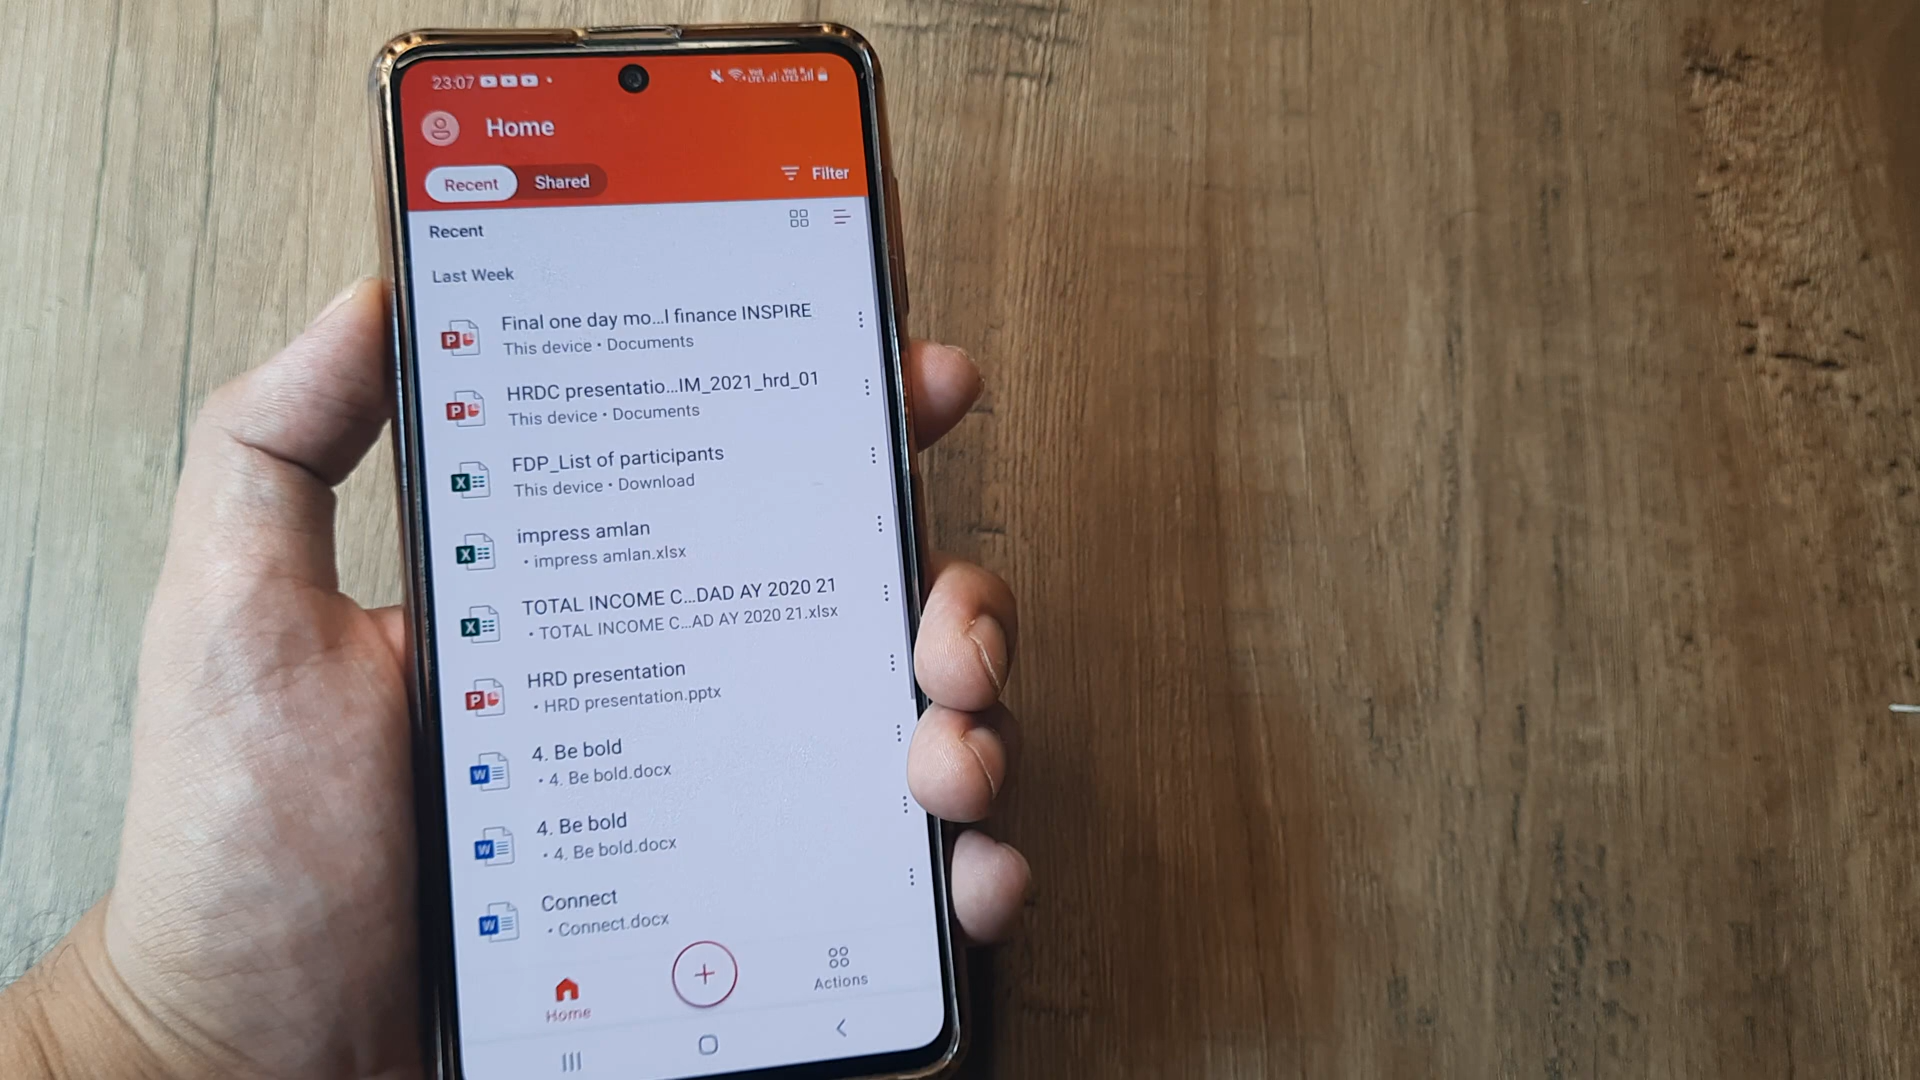 23:07
Home
Recent Shared Filter
Recent
Last Week
Final one day mo...l finance INSPIRE
This device • Documents
HRDC presentatio...IM_2021_hrd_01
This device • Documents
FDP_List of participants
This device • Download
impress amlan
• impress amlan.xlsx
TOTAL INCOME C...DAD AY 2020 21
• TOTAL INCOME C...AD AY 2020 21.xlsx
HRD presentation
• HRD presentation.pptx
4. Be bold
• 4. Be bold.docx
4. Be bold
• 4. Be bold.docx
Connect
• Connect.docx
Home
Actions